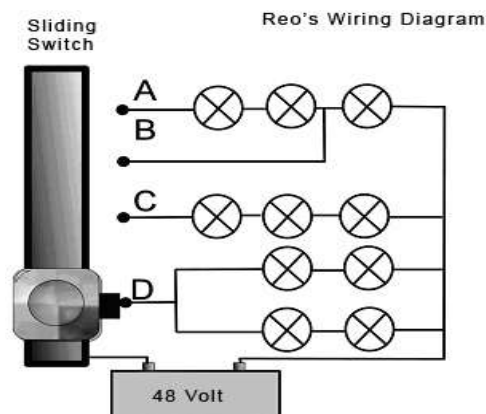 Sliding
Switch
Reo's Wiring Diagram
A
B
C
D
48 Volt